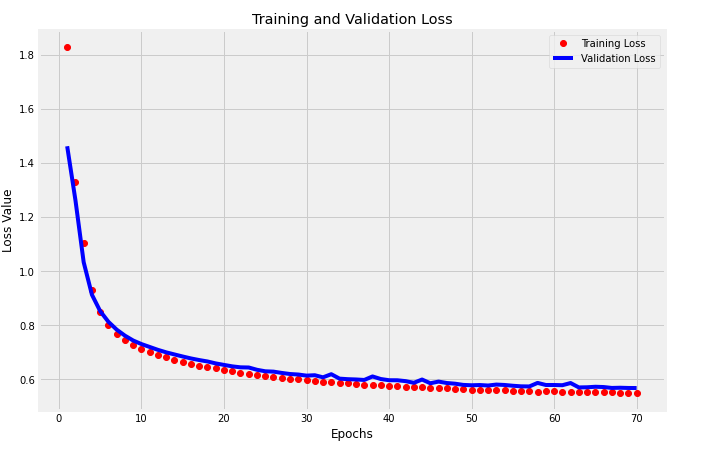 Training and Validation Loss
Training Loss
Validation Loss
1.8
1.6
1.4
1.2
1.0
0.8
0.6
Loss Value
0 10 20 30 40 50 60 70
Epochs